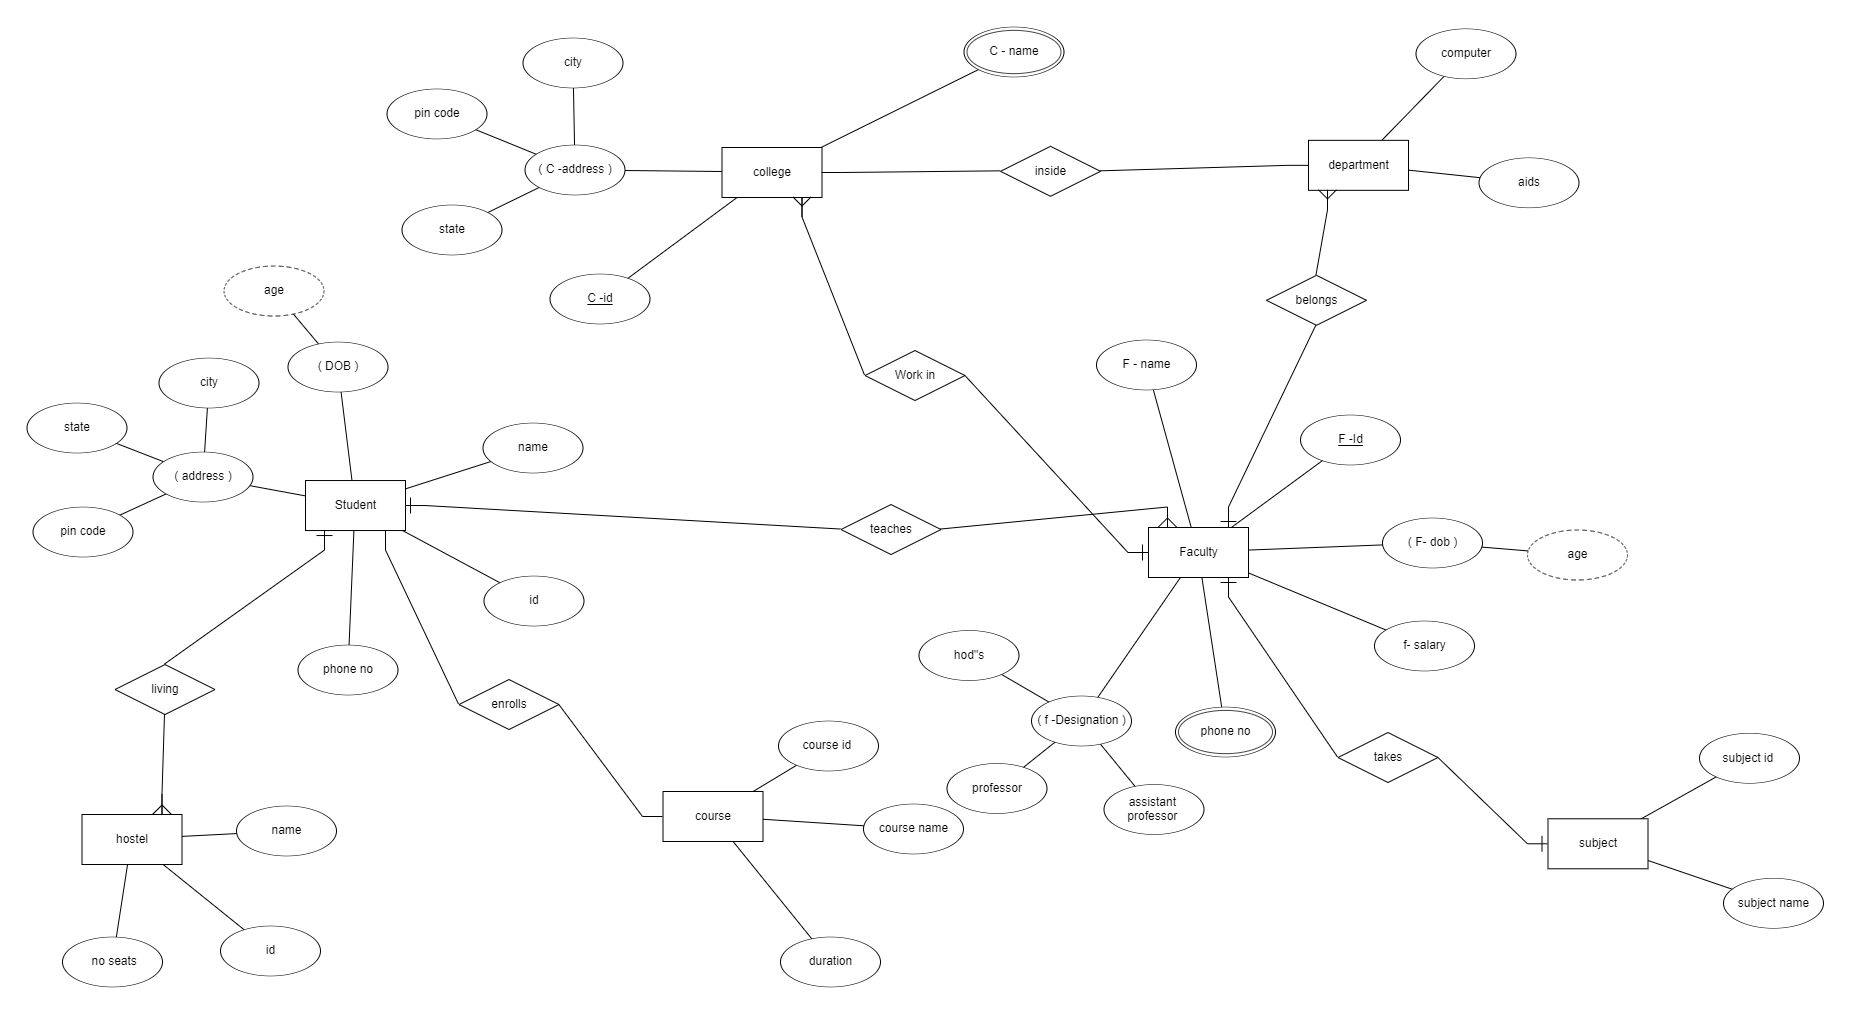 C - name
computer
city
pin code
( C -address )
college
inside
department
aids
state
age
C -id
belongs
( DOB )
F - name
Work in
city
state
F -Id
name
( address )
Student
teaches
pin code
Faculty
( F- dob )
age
id
f- salary
hod"s
phone no
living
enrolls
( f -Designation )
phone no
course id
takes
subject id
professor
assistant
professor
course
course name
name
hostel
subject
subject name
no seats
id
duration